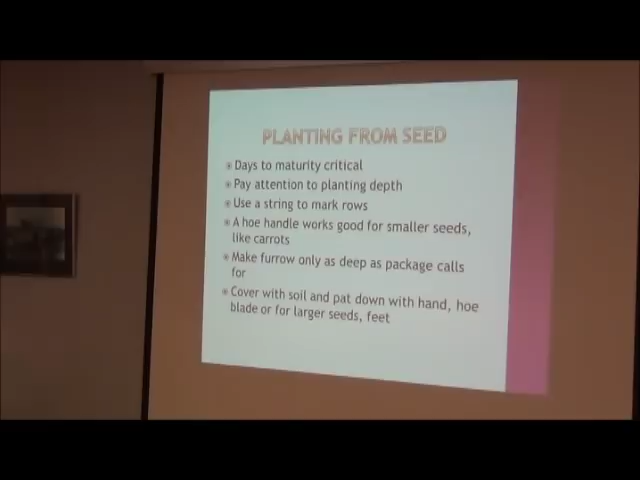 PLANTING FROM SEED
Days to maturity critical
Pay attention to planting depth
Use a string to mark rows
A hoe handle works good for smaller seeds,
like carrots
Make furrow only as deep as package calls
for
Cover with soil and pat down with hand, hoe
blade or for larger seeds, feet